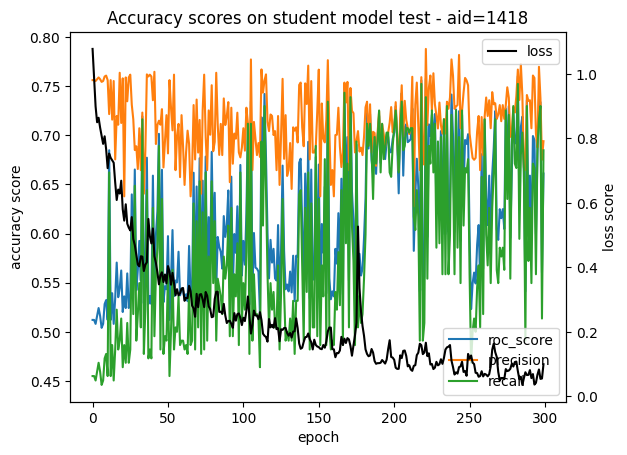 Accuracy scores on student model test - aid=1418
0.80
0.75
0.70
0.65
0.60
0.55
0.50
0.45
accuracy score
loss
1.0
0.8
0.6
0.4
0.2
0.0
loss score
roc_score
precision
recall
0
50
100
150
200
250
300
epoch